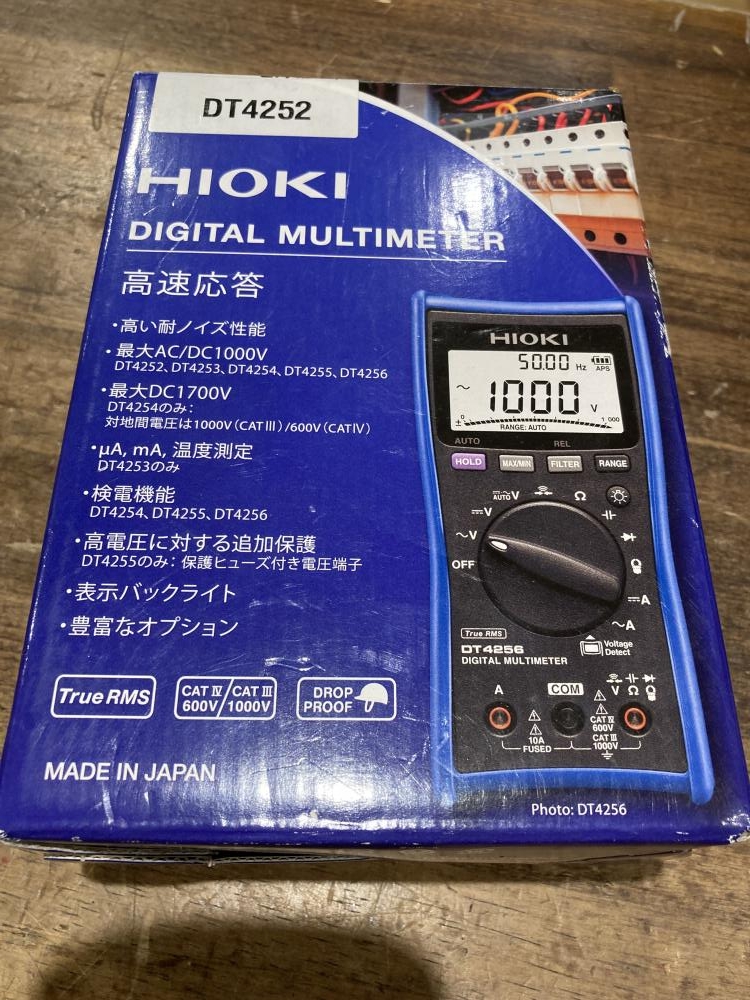 DT4252
HIOKI
DIGITAL MULTIMETER
高速応答
・高い耐ノイズ性能
・最大AC/DC1000V
DT4252、DT4253、DT4254、DT4255、DT4256
・最大DC1700V
DT4254のみ:
対地間電圧は1000V(CATⅢ)/600V(CATⅣ)
・μA, mA, 温度測定
DT4253のみ
・検電機能
DT4254、DT4255、DT4256
・高電圧に対する追加保護
DT4255のみ: 保護ヒューズ付き電圧端子
・表示バックライト
・豊富なオプション
True RMS
CAT Ⅳ 600V/CAT Ⅲ 1000V
DROP PROOF
MADE IN JAPAN
HIOKI
50.00 Hz APS
~ 1000 V
0 1 000
RANGE: AUTO
AUTO REL
HOLD MAX/MIN FILTER RANGE
AUTO V Ω
V
~V
OFF
A
~A
True RMS
DT4256
DIGITAL MULTIMETER
Voltage
Detect
A COM V Ω
10A
FUSED
CAT Ⅳ
600V
CAT Ⅲ
1000V
Photo: DT4256